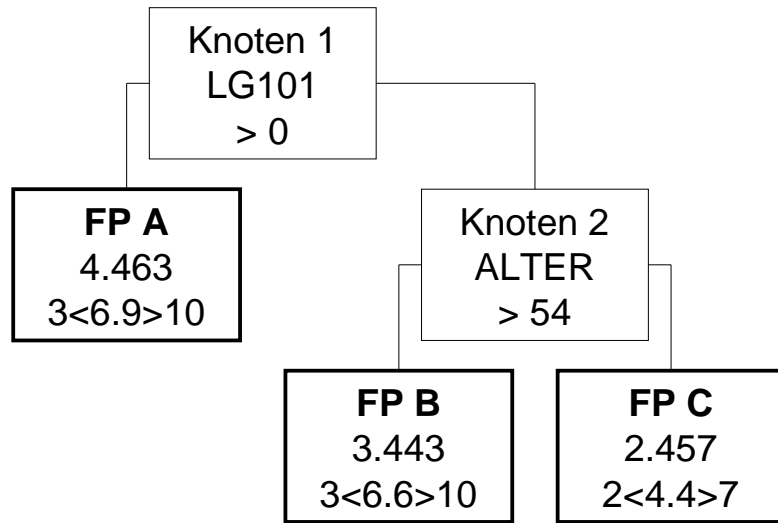 Knoten 1
LG101
> 0
FP A
4.463
3<6.9>10
Knoten 2
ALTER
> 54
FP B
3.443
3<6.6>10
FP C
2.457
2<4.4>7